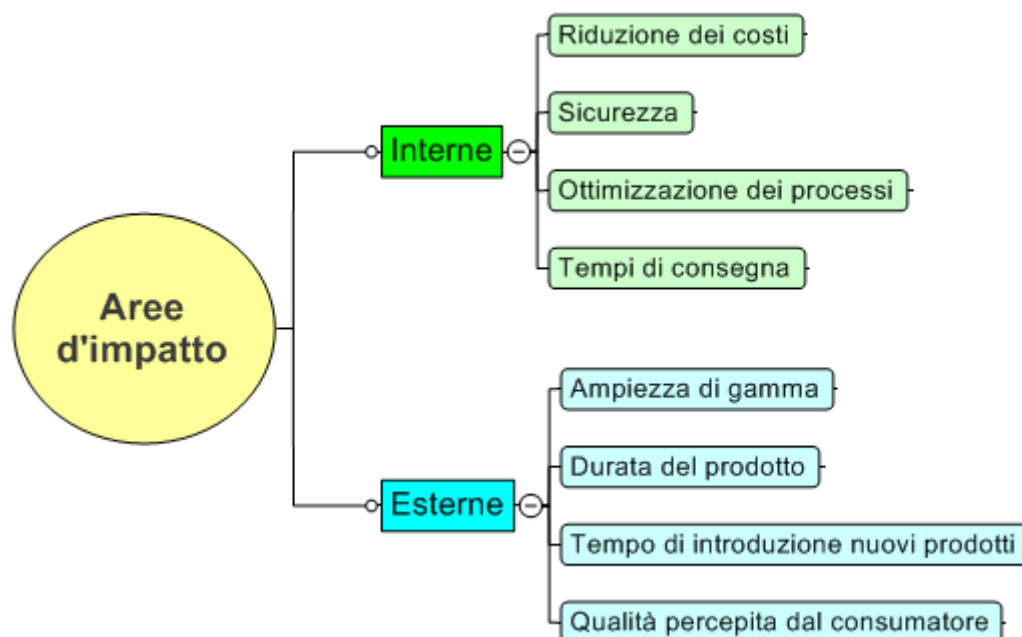 Aree
d'impatto
Interne
Riduzione dei costi
Sicurezza
Ottimizzazione dei processi
Tempi di consegna
Esterne
Ampiezza di gamma
Durata del prodotto
Tempo di introduzione nuovi prodotti
Qualità percepita dal consumatore